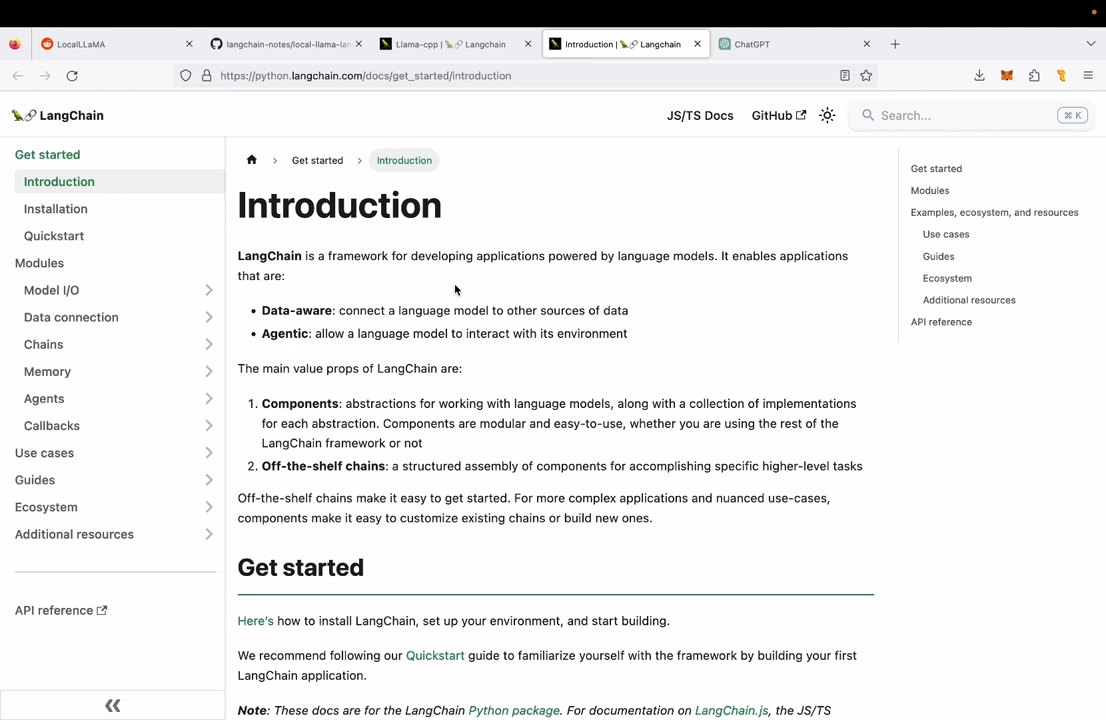 LocalLLaMA
langchain-notes/local-llama-lan
Llama-cpp | 🦜️🔗 Langchain
Introduction | 🦜️🔗 Langchain
ChatGPT
https://python.langchain.com/docs/get_started/introduction
🦜️🔗 LangChain
JS/TS Docs
GitHub
Search...
⌘ K
Get started
Introduction
Installation
Quickstart
Modules
Model I/O
Data connection
Chains
Memory
Agents
Callbacks
Use cases
Guides
Ecosystem
Additional resources
API reference
Get started
Introduction
Introduction
LangChain is a framework for developing applications powered by language models. It enables applications
that are:
• Data-aware: connect a language model to other sources of data
• Agentic: allow a language model to interact with its environment
The main value props of LangChain are:
1. Components: abstractions for working with language models, along with a collection of implementations
for each abstraction. Components are modular and easy-to-use, whether you are using the rest of the
LangChain framework or not
2. Off-the-shelf chains: a structured assembly of components for accomplishing specific higher-level tasks
Off-the-shelf chains make it easy to get started. For more complex applications and nuanced use-cases,
components make it easy to customize existing chains or build new ones.
Get started
Here's how to install LangChain, set up your environment, and start building.
We recommend following our Quickstart guide to familiarize yourself with the framework by building your first
LangChain application.
Note: These docs are for the LangChain Python package. For documentation on LangChain.js, the JS/TS
Get started
Modules
Examples, ecosystem, and resources
Use cases
Guides
Ecosystem
Additional resources
API reference